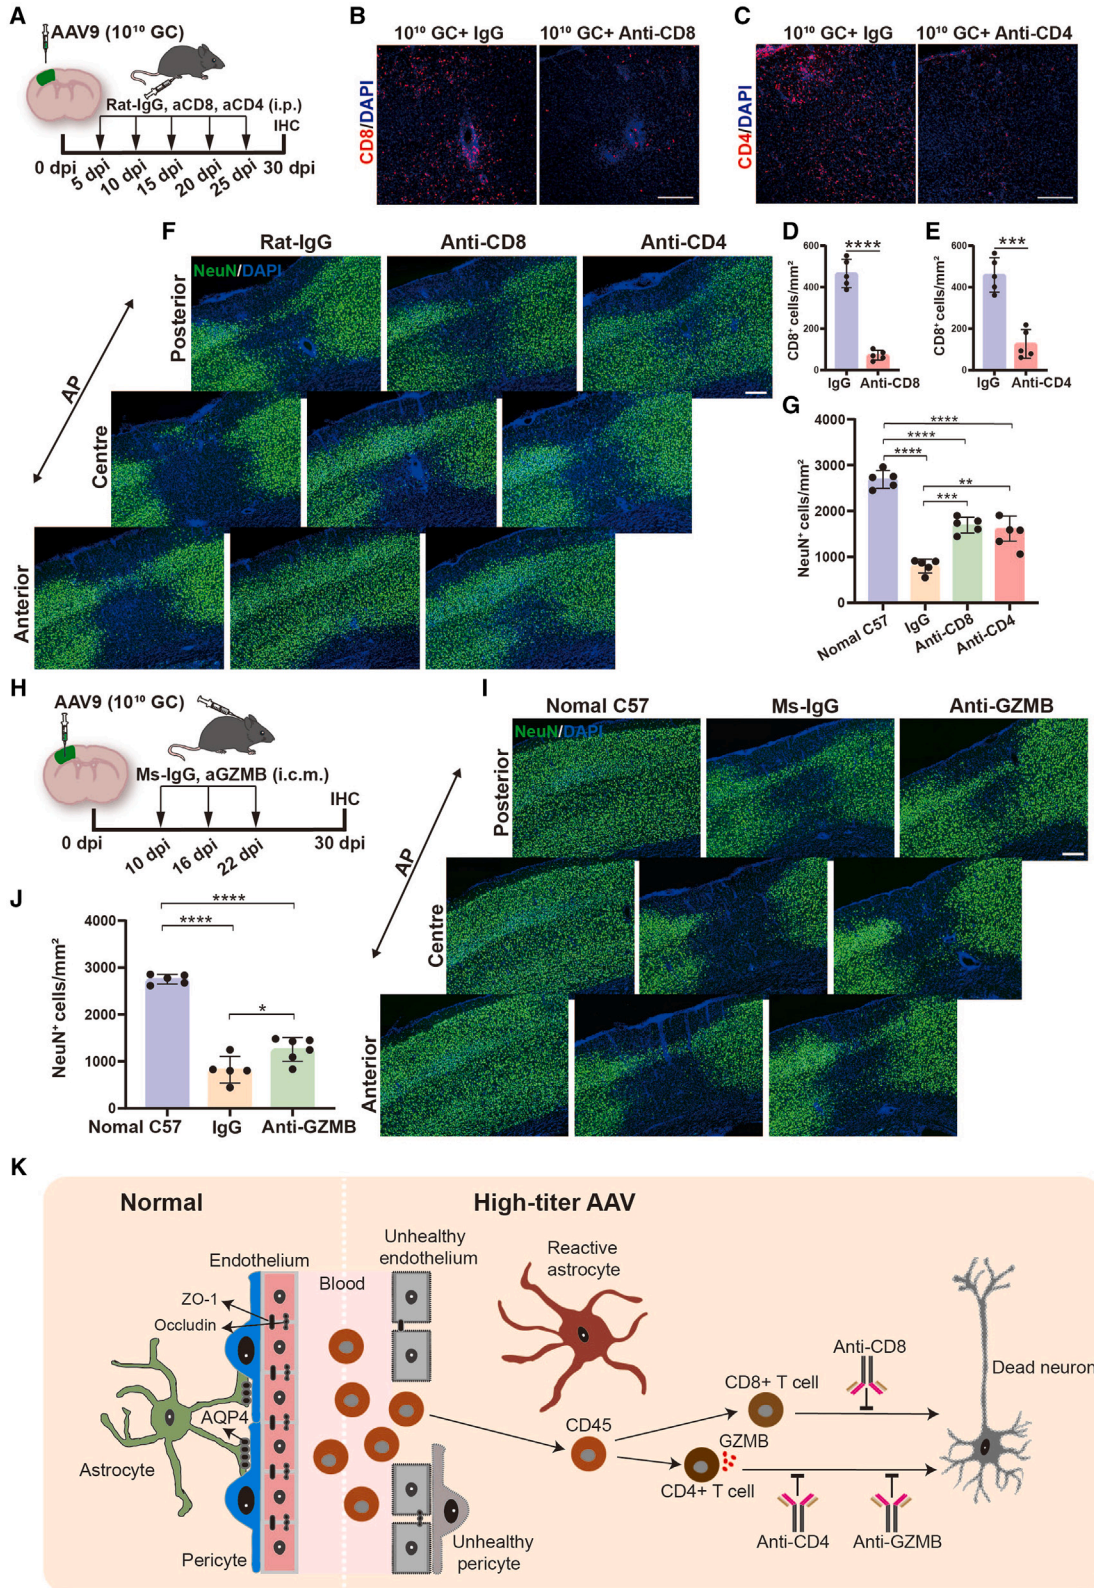 A
AAV9 (10¹⁰ GC)
Rat-IgG, aCD8, aCD4 (i.p.)
IHC
0 dpi
5 dpi
10 dpi
15 dpi
20 dpi
25 dpi
30 dpi
B
10¹⁰ GC+ IgG
10¹⁰ GC+ Anti-CD8
CD8/DAPI
C
10¹⁰ GC+ IgG
10¹⁰ GC+ Anti-CD4
CD4/DAPI
D
CD8⁺ cells/mm²
600
400
200
0
****
IgG
Anti-CD8
E
CD8⁺ cells/mm²
600
400
200
0
***
IgG
Anti-CD4
F
Rat-IgG
Anti-CD8
Anti-CD4
NeuN/DAPI
AP
Posterior
Centre
Anterior
G
NeuN⁺ cells/mm²
4000
3000
2000
1000
0
****
****
****
**
***
Nomal C57
IgG
Anti-CD8
Anti-CD4
H
AAV9 (10¹⁰ GC)
Ms-IgG, aGZMB (i.c.m.)
IHC
0 dpi
10 dpi
16 dpi
22 dpi
30 dpi
I
Nomal C57
Ms-IgG
Anti-GZMB
NeuN/DAPI
AP
Posterior
Centre
Anterior
J
NeuN⁺ cells/mm²
4000
3000
2000
1000
0
****
****
*
Nomal C57
IgG
Anti-GZMB
K
Normal
High-titer AAV
Endothelium
ZO-1
Occludin
AQP4
Astrocyte
Pericyte
Blood
Unhealthy
endothelium
Reactive
astrocyte
Unhealthy
pericyte
CD45
CD8+ T cell
GZMB
CD4+ T cell
Anti-CD8
Anti-CD4
Anti-GZMB
Dead neuron